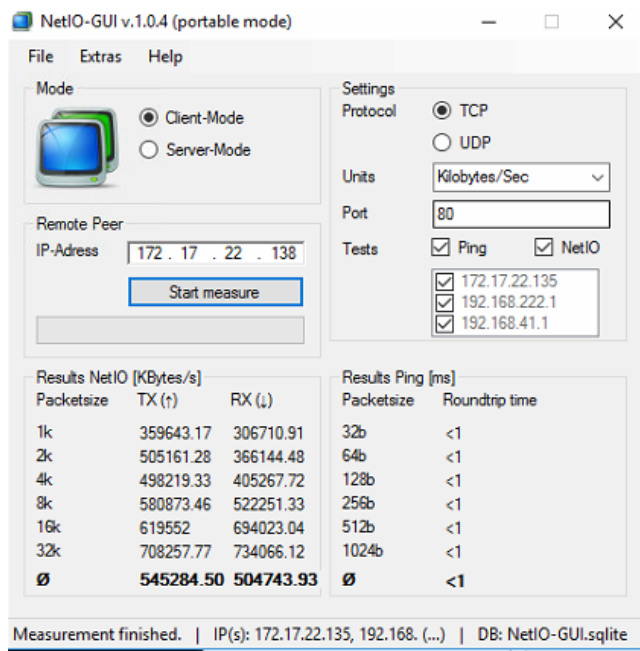 NetIO-GUI v.1.0.4 (portable mode)
File Extras Help
Mode
Client-Mode
Server-Mode
Settings
Protocol TCP
UDP
Units Kilobytes/Sec
Port 80
Tests Ping NetIO
172.17.22.135
192.168.222.1
192.168.41.1
Remote Peer
IP-Adress 172 . 17 . 22 . 138
Start measure
Results NetIO [KBytes/s]
Packetsize TX (↑) RX (↓)
1k 359643.17 306710.91
2k 505161.28 366144.48
4k 498219.33 405267.72
8k 580873.46 522251.33
16k 619552 694023.04
32k 708257.77 734066.12
Ø 545284.50 504743.93
Results Ping [ms]
Packetsize Roundtrip time
32b <1
64b <1
128b <1
256b <1
512b <1
1024b <1
Ø <1
Measurement finished. | IP(s): 172.17.22.135, 192.168. (...) | DB: NetIO-GUI.sqlite